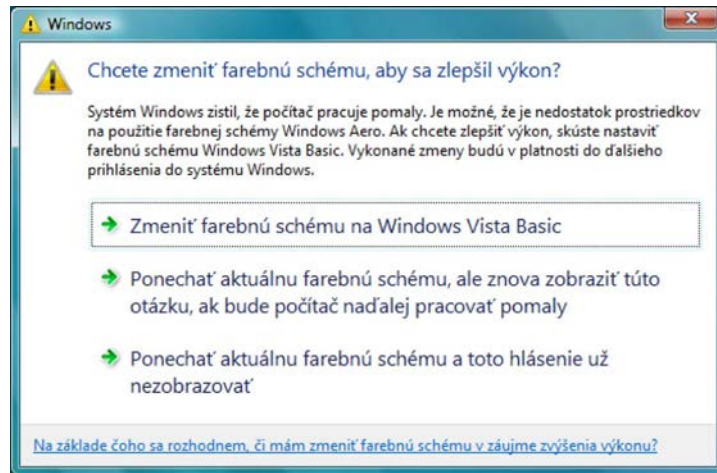 Windows
Chcete zmeniť farebnú schému, aby sa zlepšil výkon?
Systém Windows zistil, že počítač pracuje pomaly. Je možné, že je nedostatok prostriedkov
na použitie farebnej schémy Windows Aero. Ak chcete zlepšiť výkon, skúste nastaviť
farebnú schému Windows Vista Basic. Vykonané zmeny budú v platnosti do ďalšieho
prihlásenia do systému Windows.
Zmeniť farebnú schému na Windows Vista Basic
Ponechať aktuálnu farebnú schému, ale znova zobraziť túto
otázku, ak bude počítač naďalej pracovať pomaly
Ponechať aktuálnu farebnú schému a toto hlásenie už
nezobrazovať
Na základe čoho sa rozhodnem, či mám zmeniť farebnú schému v záujme zvýšenia výkonu?